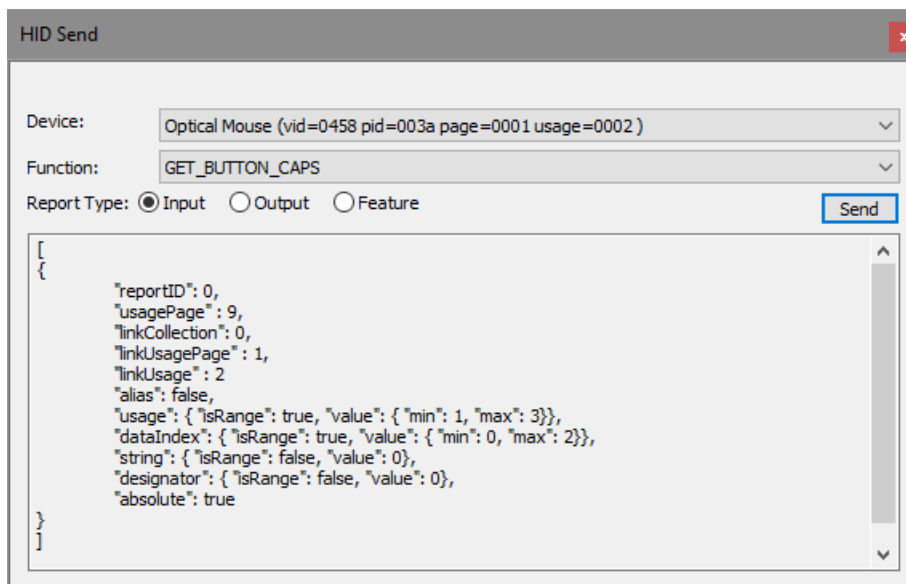 HID Send
x
Device: Optical Mouse (vid=0458 pid=003a page=0001 usage=0002 )
Function: GET_BUTTON_CAPS
Report Type: Input Output Feature
Send
[
{
"reportID": 0,
"usagePage" : 9,
"linkCollection": 0,
"linkUsagePage" : 1,
"linkUsage" : 2
"alias": false,
"usage": { "isRange": true, "value": { "min": 1, "max": 3}},
"dataIndex": { "isRange": true, "value": { "min": 0, "max": 2}},
"string": { "isRange": false, "value": 0},
"designator": { "isRange": false, "value": 0},
"absolute": true
}
]